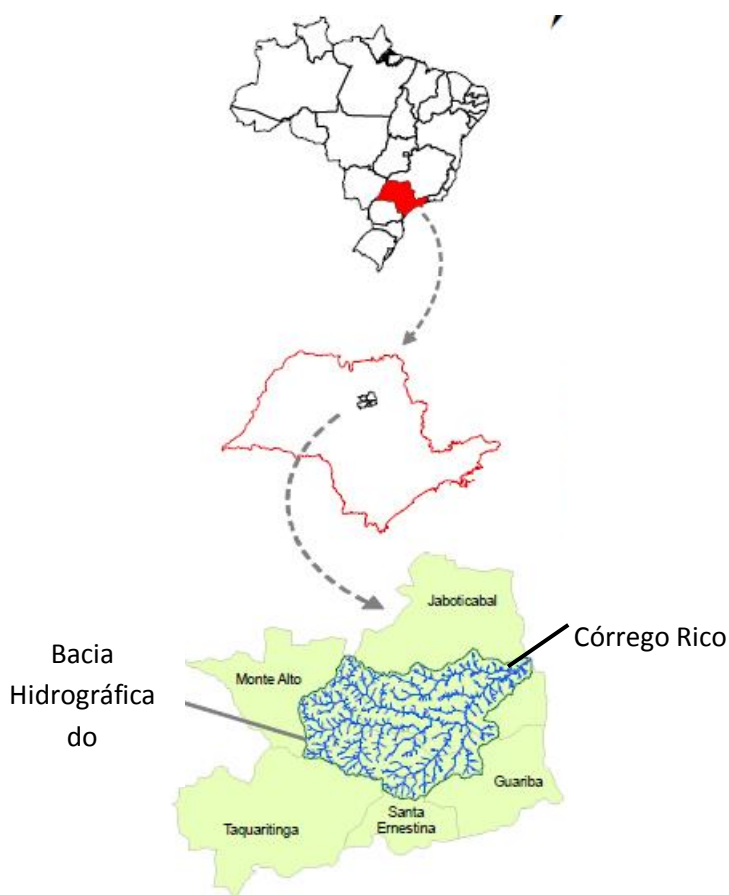 Jaboticabal
Córrego Rico
Bacia
Hidrográfica
do
Monte Alto
Guariba
Santa
Ernestina
Taquaritinga